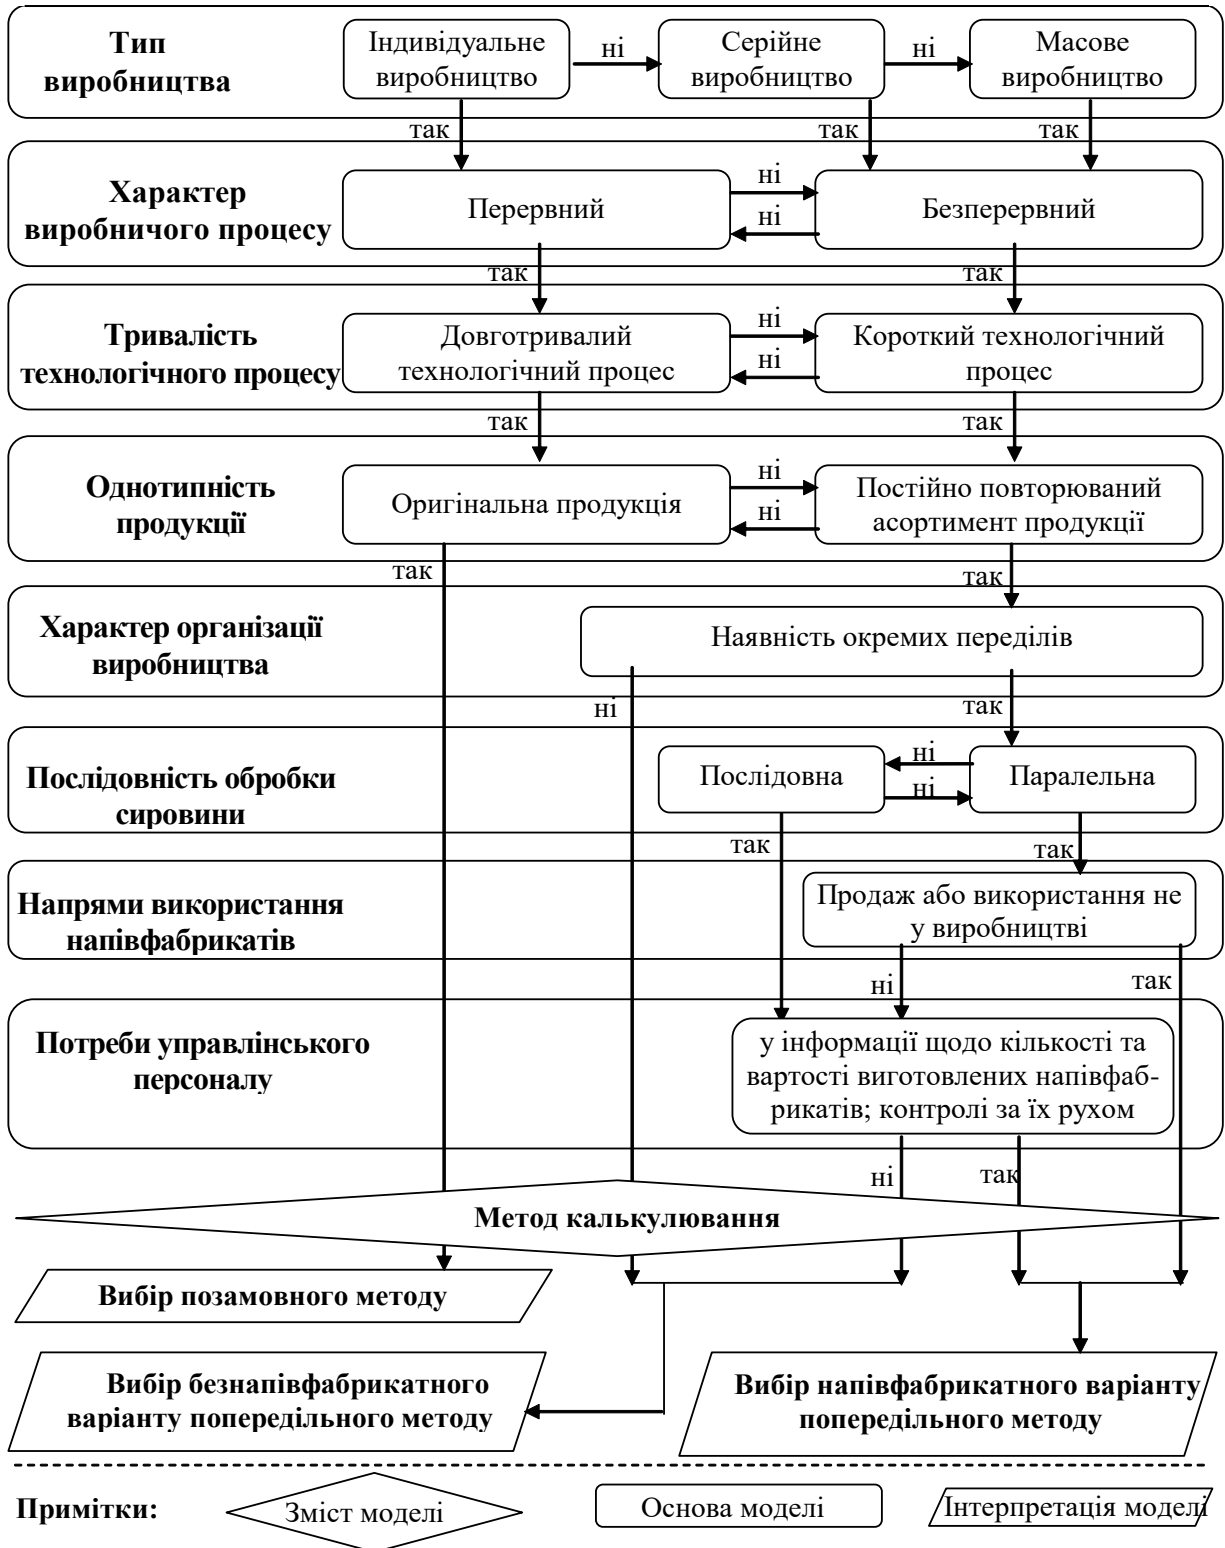 Тип
виробництва
Індивідуальне
виробництво
ні
Серійне
виробництво
ні
Масове
виробництво
так
так
так
Характер
виробничого процесу
Перервний
ні
ні
Безперервний
так
так
Тривалість
технологічного процесу
Довготривалий
технологічний процес
ні
ні
Короткий технологічний
процес
так
так
Однотипність
продукції
Оригінальна продукція
ні
ні
Постійно повторюваний
асортимент продукції
так
так
Характер організації
виробництва
Наявність окремих переділів
ні
так
Послідовність обробки
сировини
Послідовна
ні
ні
Паралельна
так
так
Напрями використання
напівфабрикатів
Продаж або використання не
у виробництві
ні
так
Потреби управлінського
персоналу
у інформації щодо кількості та
вартості виготовлених напівфаб-
рикатів; контролі за їх рухом
ні
так
Метод калькулювання
Вибір позамовного методу
Вибір безнапівфабрикатного
варіанту попередільного методу
Вибір напівфабрикатного варіанту
попередільного методу
Примітки:
Зміст моделі
Основа моделі
Інтерпретація моделі